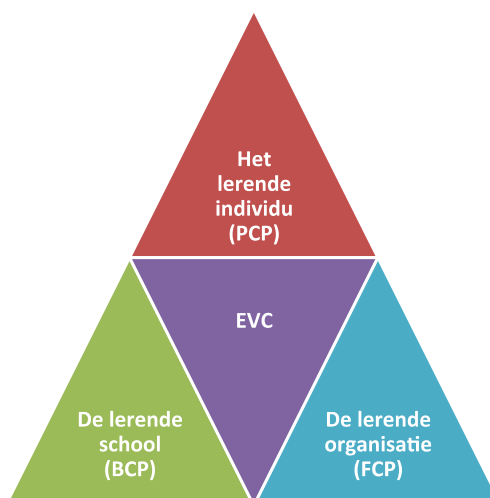 Het
lerende
individu
(PCP)
EVC
De lerende
school
(BCP)
De lerende
organisatie
(FCP)